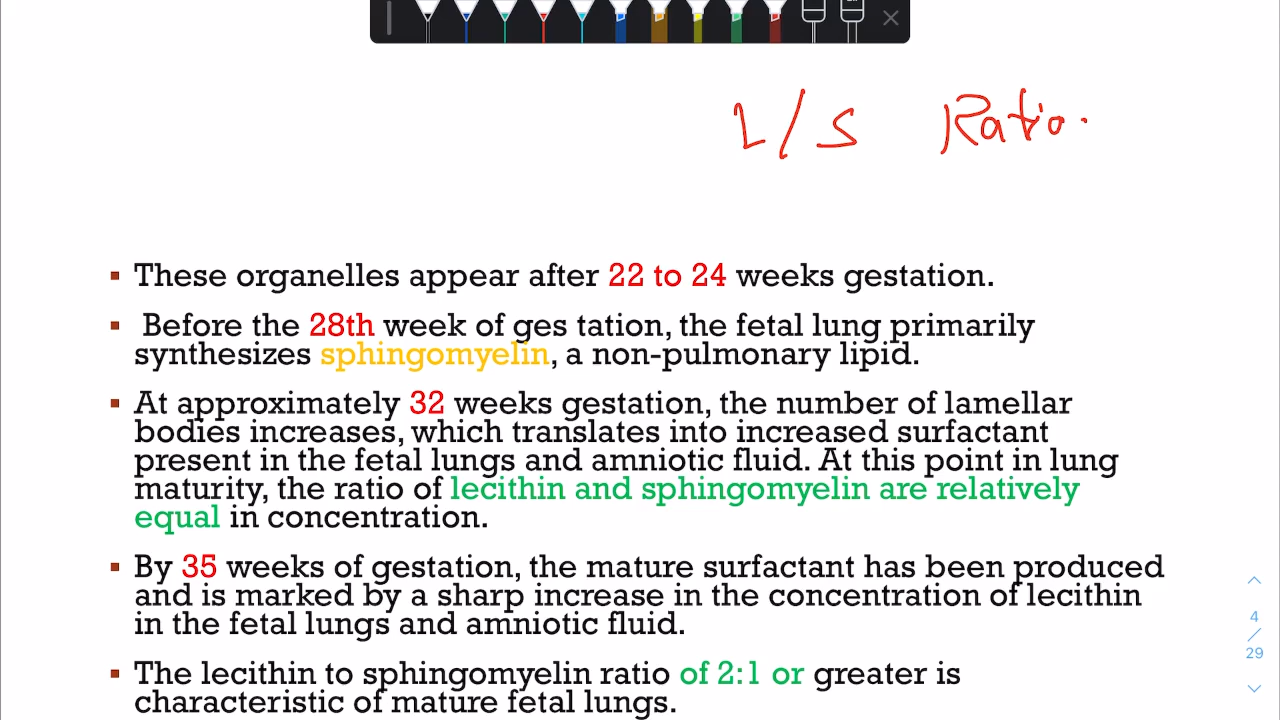 L/S Ratio.
▪ These organelles appear after 22 to 24 weeks gestation.
▪ Before the 28th week of ges tation, the fetal lung primarily
synthesizes sphingomyelin, a non-pulmonary lipid.
▪ At approximately 32 weeks gestation, the number of lamellar
bodies increases, which translates into increased surfactant
present in the fetal lungs and amniotic fluid. At this point in lung
maturity, the ratio of lecithin and sphingomyelin are relatively
equal in concentration.
▪ By 35 weeks of gestation, the mature surfactant has been produced
and is marked by a sharp increase in the concentration of lecithin
in the fetal lungs and amniotic fluid.
▪ The lecithin to sphingomyelin ratio of 2:1 or greater is
characteristic of mature fetal lungs.
4
/
29